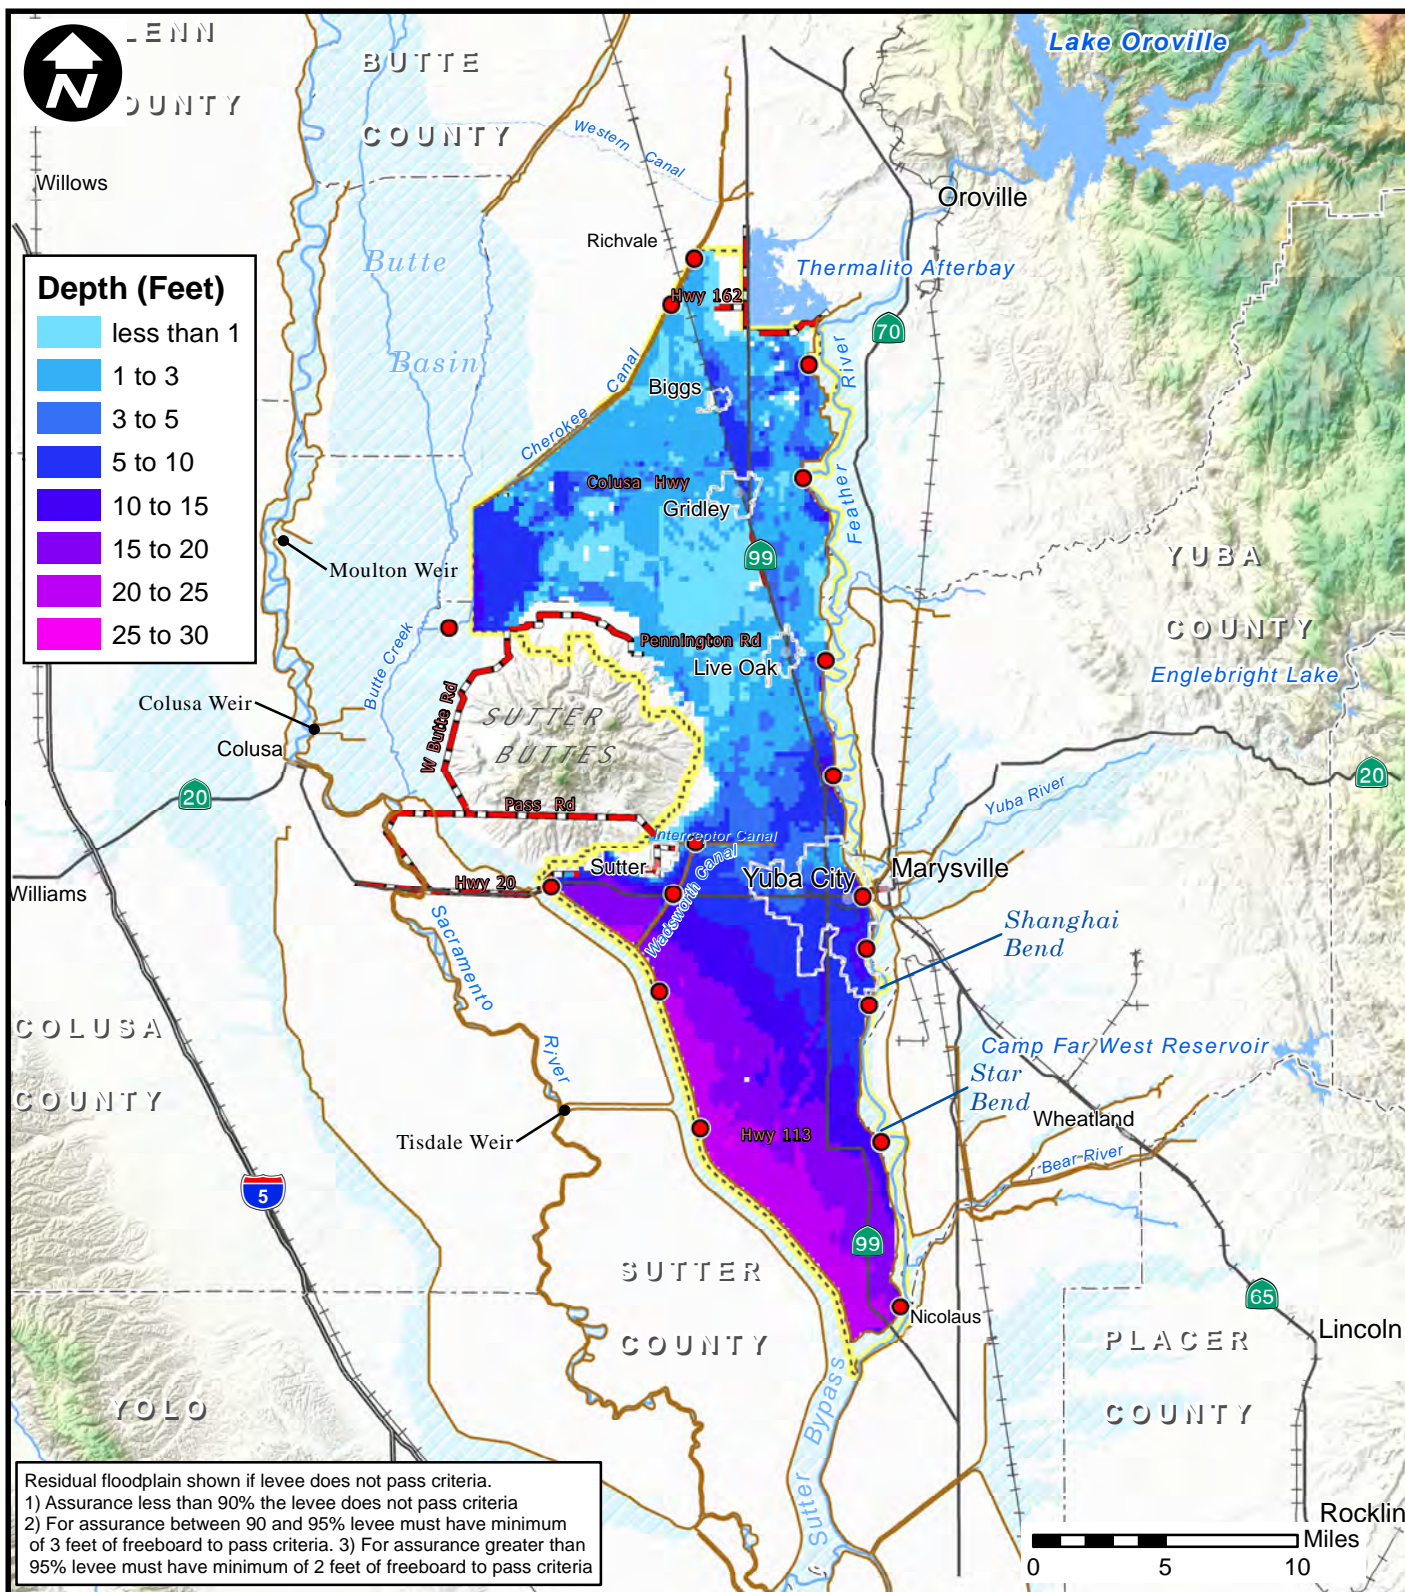 N
LENN
OUNTY
BUTTE
COUNTY
Lake Oroville
Western Canal
Willows
Oroville
Richvale
Butte
Basin
Thermalito Afterbay
Hwy 162
70
Depth (Feet)
less than 1
1 to 3
3 to 5
5 to 10
10 to 15
15 to 20
20 to 25
25 to 30
Cherokee Canal
Biggs
Feather River
Colusa Hwy
Gridley
99
Moulton Weir
YUBA
COUNTY
Butte Creek
Pennington Rd
Live Oak
Englebright Lake
Colusa Weir
Colusa
W Butte Rd
SUTTER
BUTTES
20
20
Pass Rd
Yuba River
Interceptor Canal
Sutter
Wadsworth Canal
Yuba City
Marysville
Williams
Hwy 20
Sacramento
River
Shanghai
Bend
COLUSA
COUNTY
Camp Far West Reservoir
Star
Bend
Wheatland
Tisdale Weir
Hwy 113
Bear River
5
99
SUTTER
COUNTY
65
Nicolaus
PLACER
COUNTY
Lincoln
YOLO
Sutter Bypass
Residual floodplain shown if levee does not pass criteria.
1) Assurance less than 90% the levee does not pass criteria
2) For assurance between 90 and 95% levee must have minimum
of 3 feet of freeboard to pass criteria. 3) For assurance greater than
95% levee must have minimum of 2 feet of freeboard to pass criteria
Rocklin
Miles
0 5 10